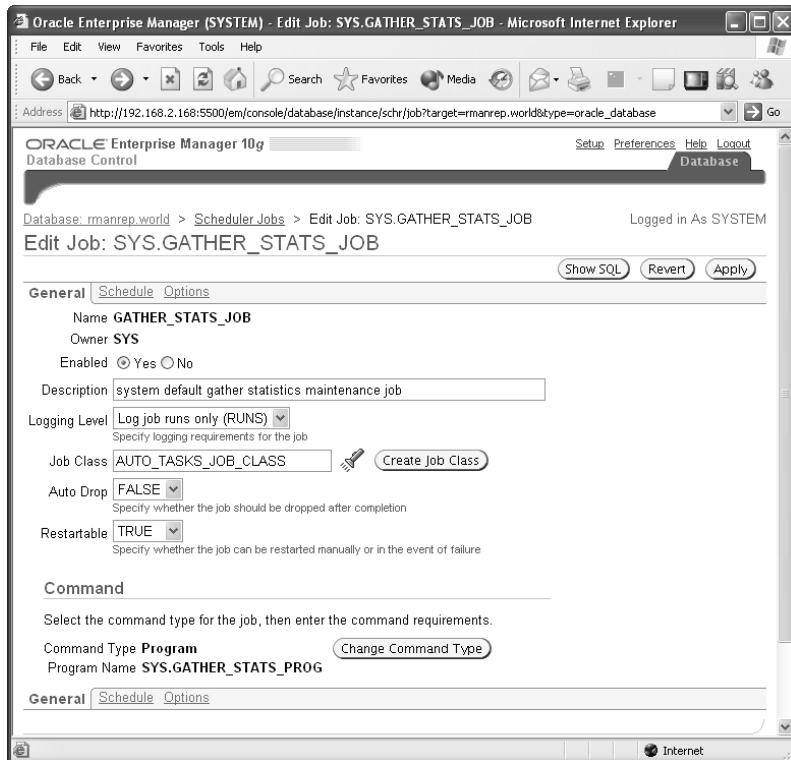 Oracle Enterprise Manager (SYSTEM) - Edit Job: SYS.GATHER_STATS_JOB - Microsoft Internet Explorer
File Edit View Favorites Tools Help
Back Search Favorites Media
Address http://192.168.2.168:5500/em/console/database/instance/schr/job?target=rmanrep.world&type=oracle_database Go
ORACLE Enterprise Manager 10g
Database Control
Setup Preferences Help Logout
Database
Database: rmanrep.world > Scheduler Jobs > Edit Job: SYS.GATHER_STATS_JOB Logged in As SYSTEM
Edit Job: SYS.GATHER_STATS_JOB
Show SQL Revert Apply
General Schedule Options
Name GATHER_STATS_JOB
Owner SYS
Enabled Yes No
Description system default gather statistics maintenance job
Logging Level Log job runs only (RUNS)
Specify logging requirements for the job
Job Class AUTO_TASKS_JOB_CLASS Create Job Class
Auto Drop FALSE
Specify whether the job should be dropped after completion
Restartable TRUE
Specify whether the job can be restarted manually or in the event of failure
Command
Select the command type for the job, then enter the command requirements.
Command Type Program Change Command Type
Program Name SYS.GATHER_STATS_PROG
General Schedule Options
Internet